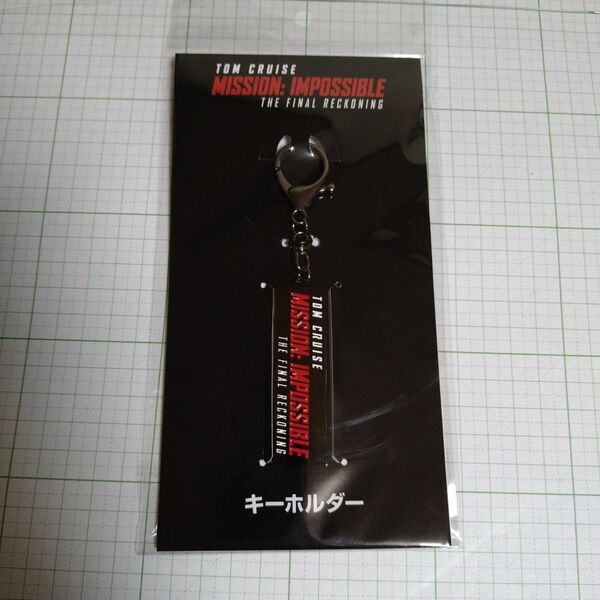 TOM CRUISE
MISSION: IMPOSSIBLE
THE FINAL RECKONING
TOM CRUISE
MISSION: IMPOSSIBLE
THE FINAL RECKONING
キーホルダー